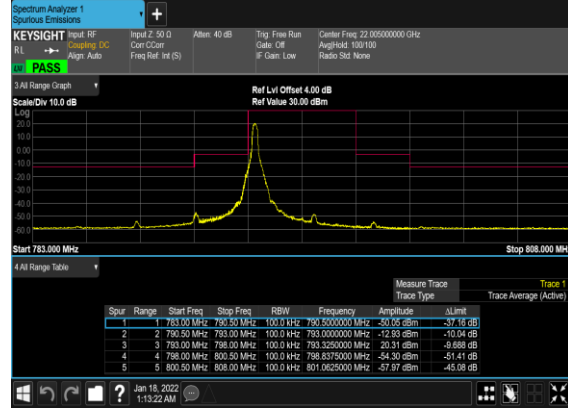 Spectrum Analyzer 1
Spurious Emissions
KEYSIGHT Input: RF Input Z: 50 Ω Atten: 40 dB Trig: Free Run Center Freq: 22.005000000 GHz
RL Coupling: DC Corr CCorr Gate: Off Avg|Hold: 100/100
Align: Auto Freq Ref: Int (S) IF Gain: Low Radio Std: None
LW PASS
3 All Range Graph
Ref Lvl Offset 4.00 dB
Scale/Div 10.0 dB Ref Value 30.00 dBm
Log
20.0
10.0
0.00
-10.0
-20.0
-30.0
-40.0
-50.0
-60.0
Start 783.000 MHz Stop 808.000 MH
4 All Range Table
Measure Trace Trace 1
Trace Type Trace Average (Active)
Spur Range Start Freq Stop Freq RBW Frequency Amplitude ΔLimit
1 1 783.00 MHz 790.50 MHz 100.0 kHz 790.5000000 MHz -50.05 dBm -37.16 dB
2 2 790.50 MHz 793.00 MHz 100.0 kHz 793.0000000 MHz -12.93 dBm -10.04 dB
3 3 793.00 MHz 798.00 MHz 100.0 kHz 793.3250000 MHz 20.31 dBm -9.688 dB
4 4 798.00 MHz 800.50 MHz 100.0 kHz 798.8375000 MHz -54.30 dBm -51.41 dB
5 5 800.50 MHz 808.00 MHz 100.0 kHz 801.0625000 MHz -57.97 dBm -45.08 dB
? Jan 18, 2022
1:13:22 AM